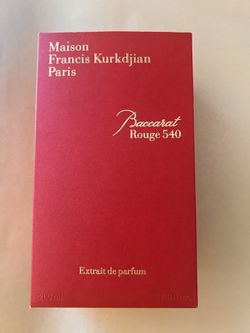 Maison
Francis Kurkdjian
Paris
Baccarat
Rouge 540
Extrait de parfum